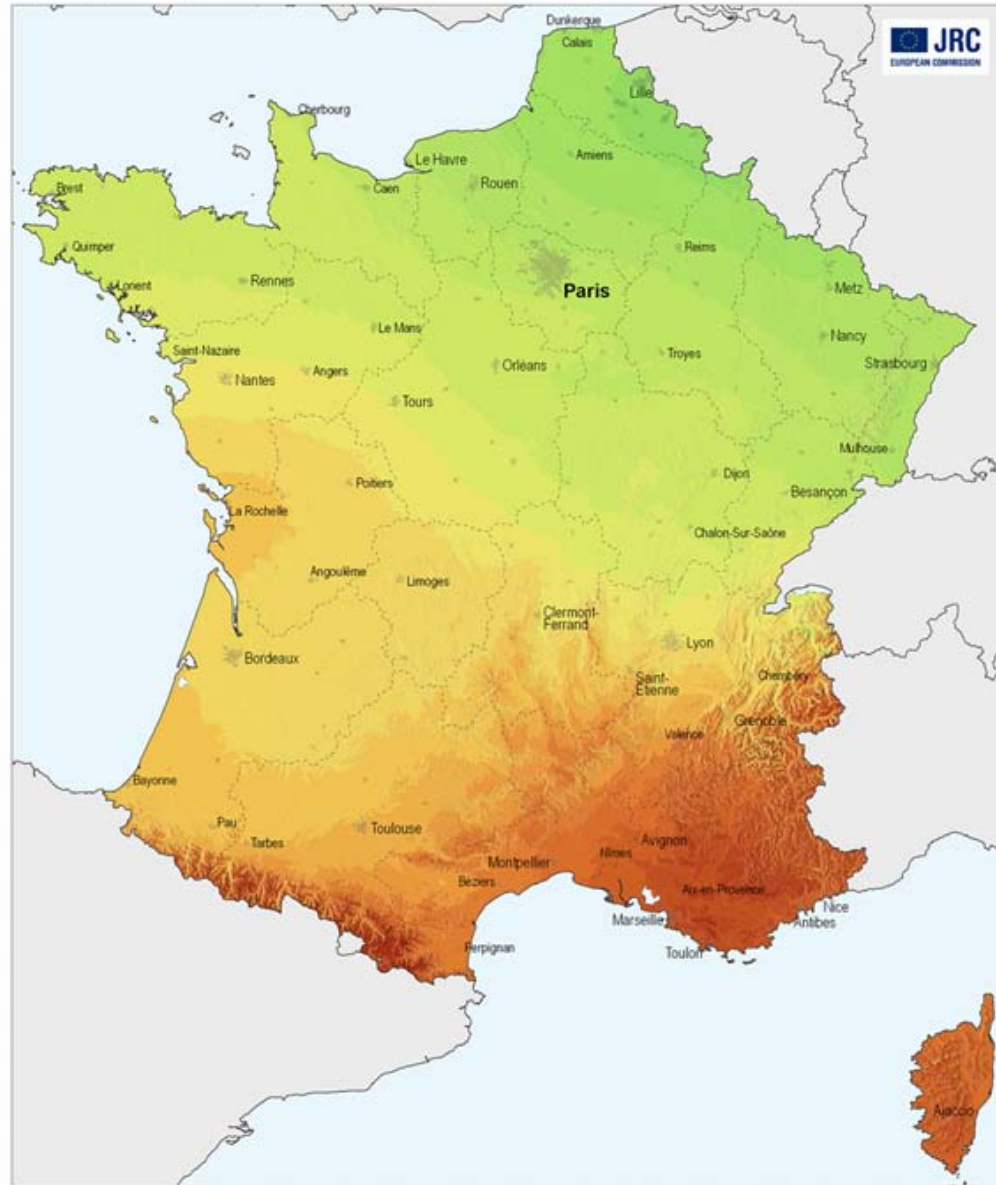 Dunkerque
JRC
EUROPEAN COMMISSION
Calais
Lille
Cherbourg
Amiens
Le Havre
Rouen
Caen
Brest
Quimper
Reims
Rennes
Lorient
Paris
Metz
Le Mans
Nancy
Saint-Nazaire
Troyes
Orléans
Strasbourg
Angers
Nantes
Tours
Mulhouse
Dijon
Poitiers
Besançon
La Rochelle
Chalon-Sur-Saône
Angoulême
Limoges
Clermont-
Ferrand
Lyon
Bordeaux
Saint-
Etienne
Chambéry
Grenoble
Valence
Bayonne
Pau
Toulouse
Tarbes
Avignon
Nîmes
Montpellier
Béziers
Aix-en-Provence
Nice
Marseille
Antibes
Perpignan
Toulon
Ajaccio